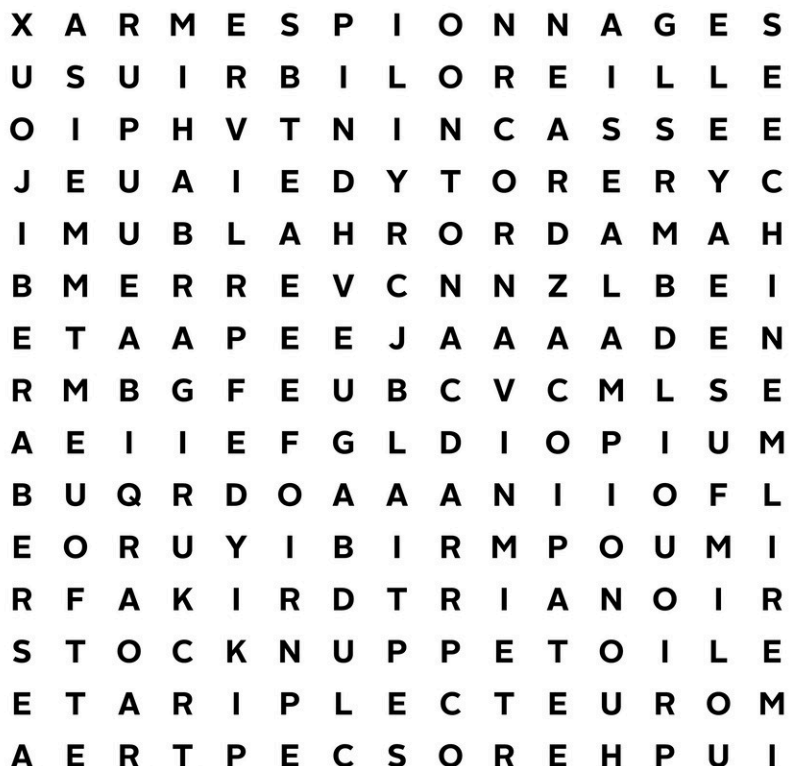 X A R M E S P I O N N A G E S
U S U I R B I L O R E I L L E
O I P H V T N I N C A S S E E
J E U A I E D Y T O R E R Y C
I M U B L A H R O R D A M A H
B M E R R E V C N N Z L B E I
E T A A P E E J A A A A D E N
R M B G F E U B C V C M L S E
A E I I E F G L D I O P I U M
B U Q R D O A A A N I I O F L
E O R U Y I B I R M P O U M I
R F A K I R D T R I A N O I R
S T O C K N U P P E T O I L E
E T A R I P L E C T E U R O M
A E R T P E C S O R E H P U I